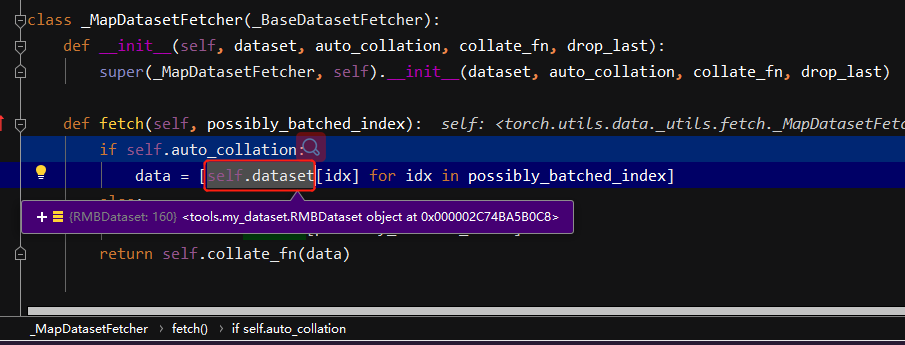 class _MapDatasetFetcher(_BaseDatasetFetcher):
def __init__(self, dataset, auto_collation, collate_fn, drop_last):
super(_MapDatasetFetcher, self).__init__(dataset, auto_collation, collate_fn, drop_last)
def fetch(self, possibly_batched_index): self: <torch.utils.data._utils.fetch._MapDatasetFetc
if self.auto_collation:
data = [self.dataset[idx] for idx in possibly_batched_index]
+ {RMBDataset: 160} <tools.my_dataset.RMBDataset object at 0x000002C74BA5B0C8>
return self.collate_fn(data)
_MapDatasetFetcher › fetch() › if self.auto_collation